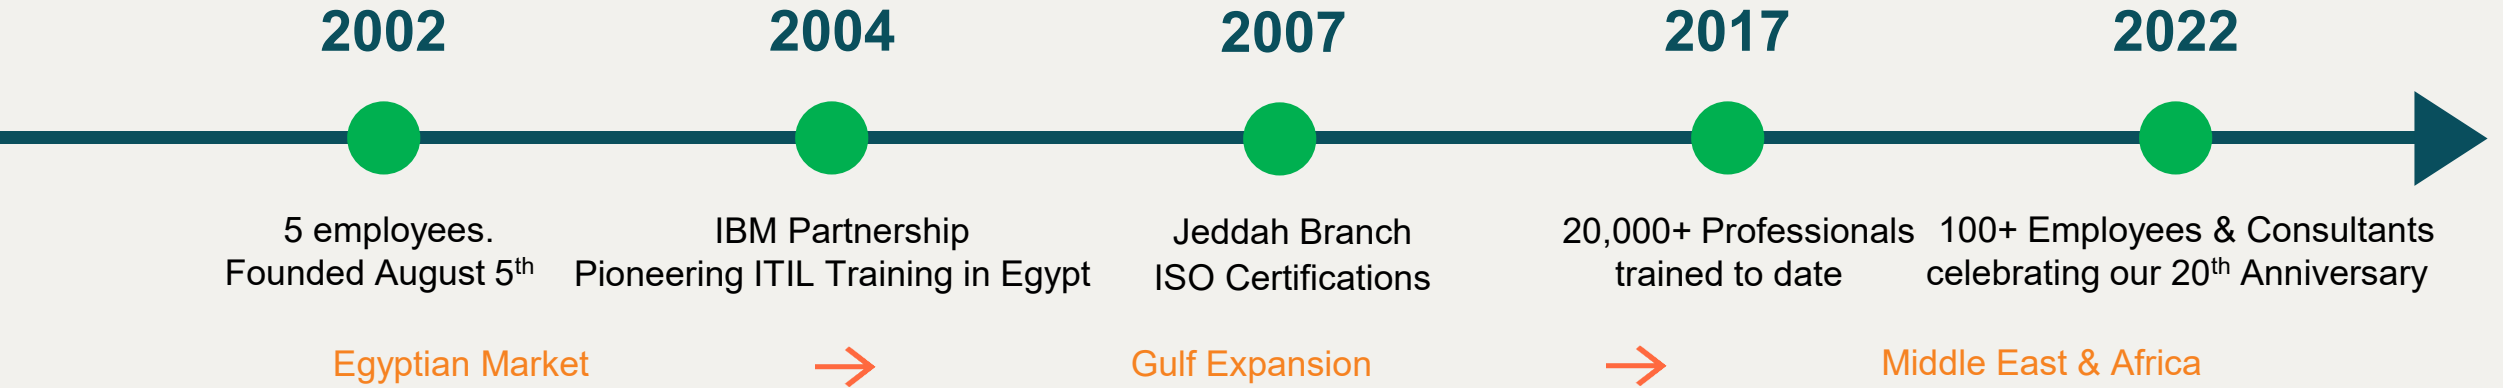 2002
5 employees.
Founded August 5th
2004
IBM Partnership
Pioneering ITIL Training in Egypt
2007
Jeddah Branch
ISO Certifications
2017
20,000+ Professionals
trained to date
2022
100+ Employees & Consultants
celebrating our 20th Anniversary
Egyptian Market
Gulf Expansion
Middle East & Africa